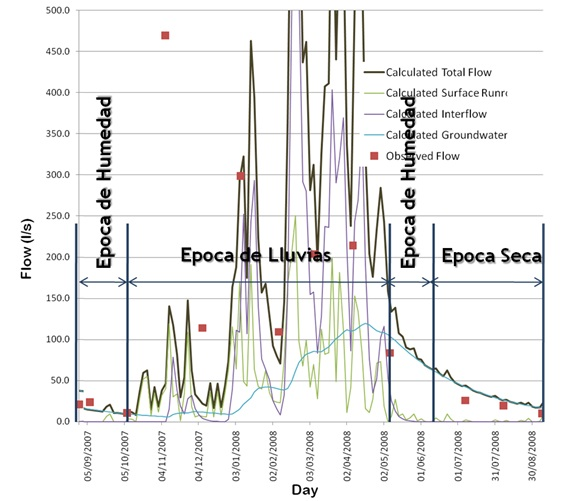 500.0
450.0
400.0
350.0
300.0
250.0
200.0
150.0
100.0
50.0
0.0
Flow (l/s)
Calculated Total Flow
Calculated Surface Runo
Calculated Interflow
Calculated Groundwater
Observed Flow
Epoca de Humedad
Epoca de Lluvias
Epoca de Humedad
Epoca Seca
05/09/2007
05/10/2007
04/11/2007
04/12/2007
03/01/2008
02/02/2008
03/03/2008
02/04/2008
02/05/2008
01/06/2008
01/07/2008
31/07/2008
30/08/2008
Day